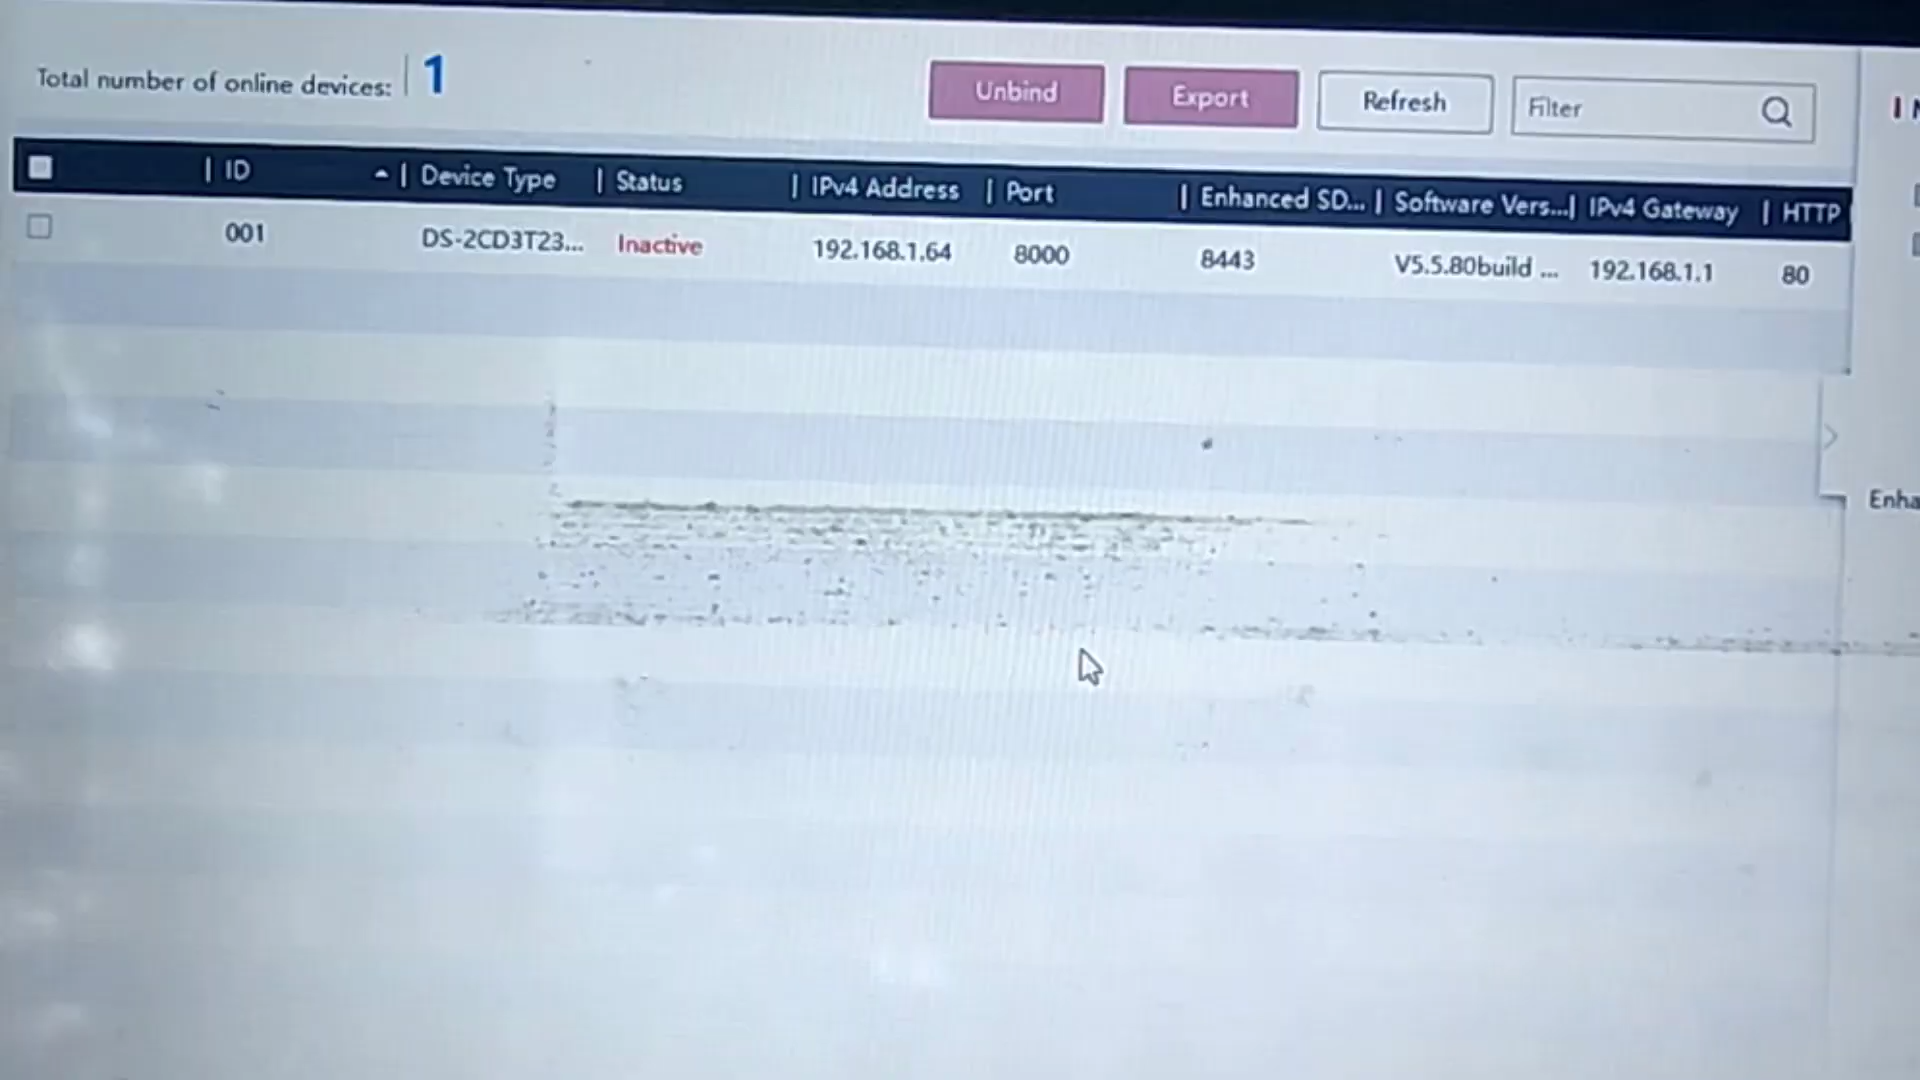 Total number of online devices: 1
Unbind
Export
Refresh
Filter
ID
Device Type
Status
IPv4 Address
Port
Enhanced SD...
Software Vers...
IPv4 Gateway
HTTP
001
DS-2CD3T23...
Inactive
192.168.1.64
8000
8443
V5.5.80build ...
192.168.1.1
80
Enha